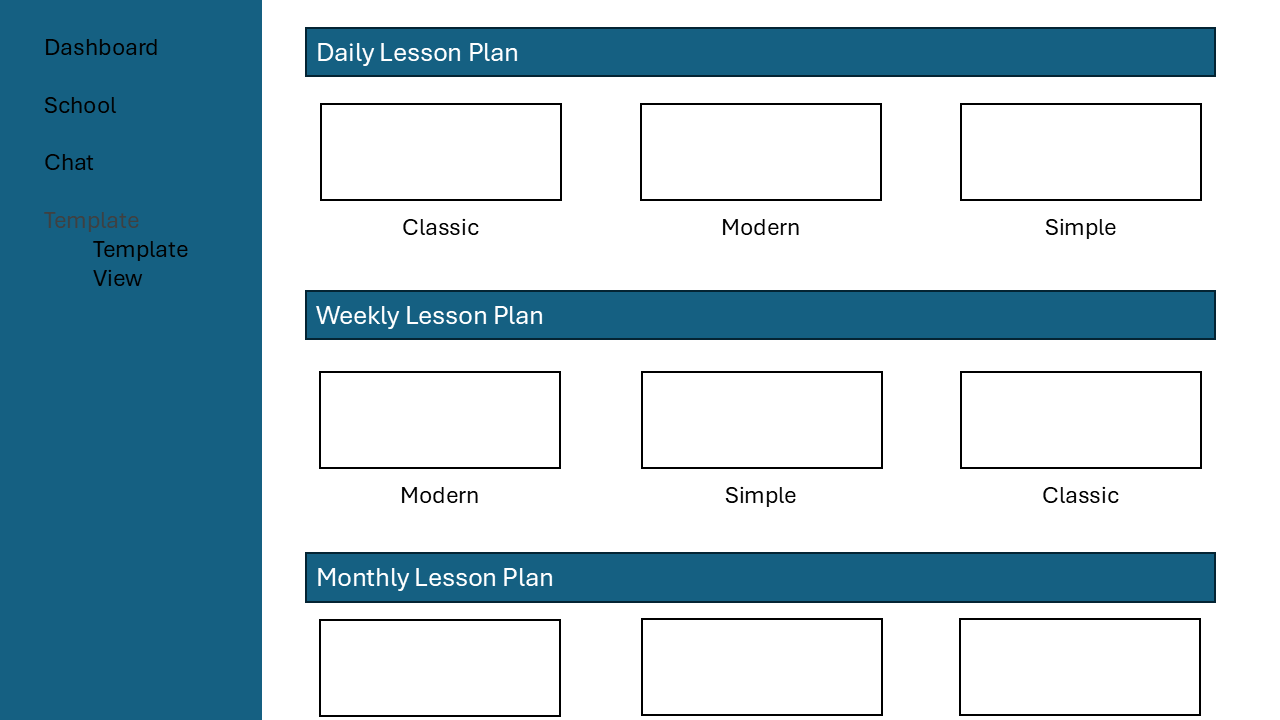 Dashboard
School
Chat
Template
Template
View
Daily Lesson Plan
Classic
Modern
Simple
Weekly Lesson Plan
Modern
Simple
Classic
Monthly Lesson Plan